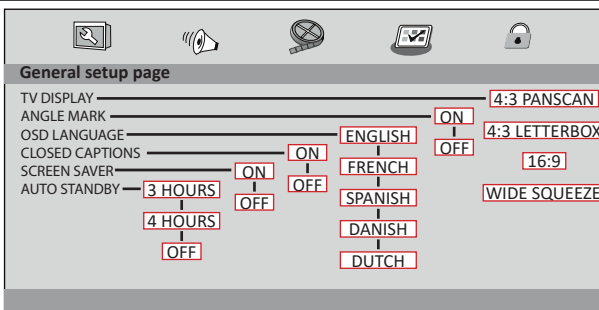 General setup page
TV DISPLAY
4:3 PANSCAN
4:3 LETTERBOX
16:9
WIDE SQUEEZE
ANGLE MARK
ON
OFF
OSD LANGUAGE
ENGLISH
FRENCH
SPANISH
DANISH
DUTCH
CLOSED CAPTIONS
ON
OFF
SCREEN SAVER
ON
OFF
AUTO STANDBY
3 HOURS
4 HOURS
OFF